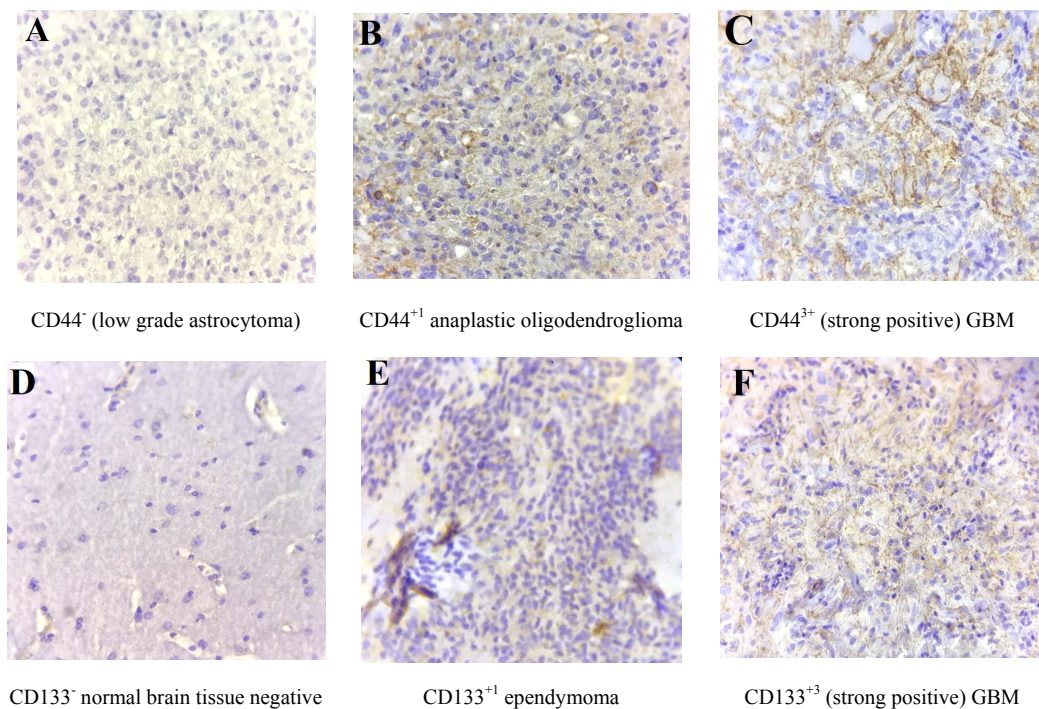 A
B
C
CD44⁻ (low grade astrocytoma)
CD44⁺¹ anaplastic oligodendroglioma
CD44³⁺ (strong positive) GBM
D
E
F
CD133⁻ normal brain tissue negative
CD133⁺¹ ependymoma
CD133⁺³ (strong positive) GBM